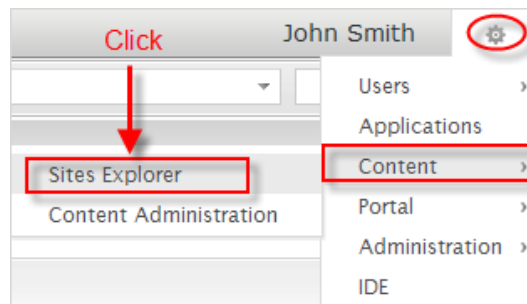 Click
John Smith
Users
Applications
Sites Explorer
Content
Content Administration
Portal
Administration
IDE